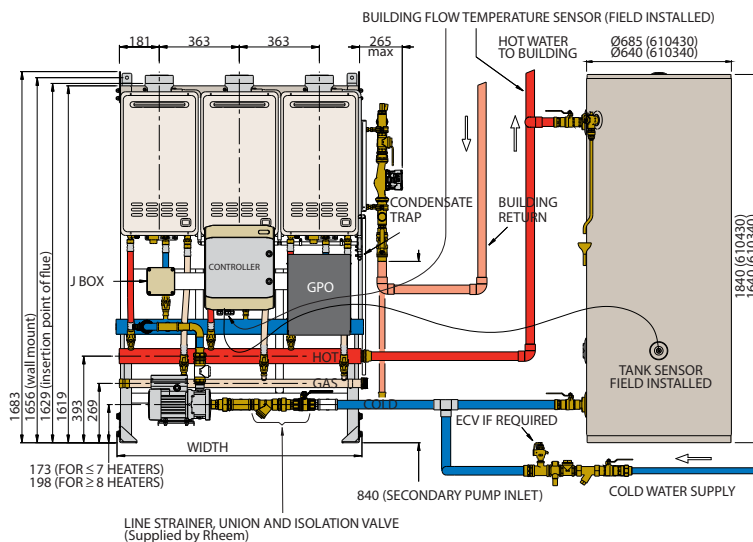 BUILDING FLOW TEMPERATURE SENSOR (FIELD INSTALLED)
181
363
363
265
max
HOT WATER
TO BUILDING
Ø685 (610430)
Ø640 (610340)
CONDENSATE
TRAP
BUILDING
RETURN
J BOX
CONTROLLER
GPO
HOT
GAS
COLD
TANK SENSOR
FIELD INSTALLED
1683
1656 (wall mount)
1629 (insertion point of flue)
1619
393
269
1840 (610430)
1640 (610340)
WIDTH
ECV IF REQUIRED
173 (FOR ≤ 7 HEATERS)
198 (FOR ≥ 8 HEATERS)
840 (SECONDARY PUMP INLET)
COLD WATER SUPPLY
LINE STRAINER, UNION AND ISOLATION VALVE
(Supplied by Rheem)